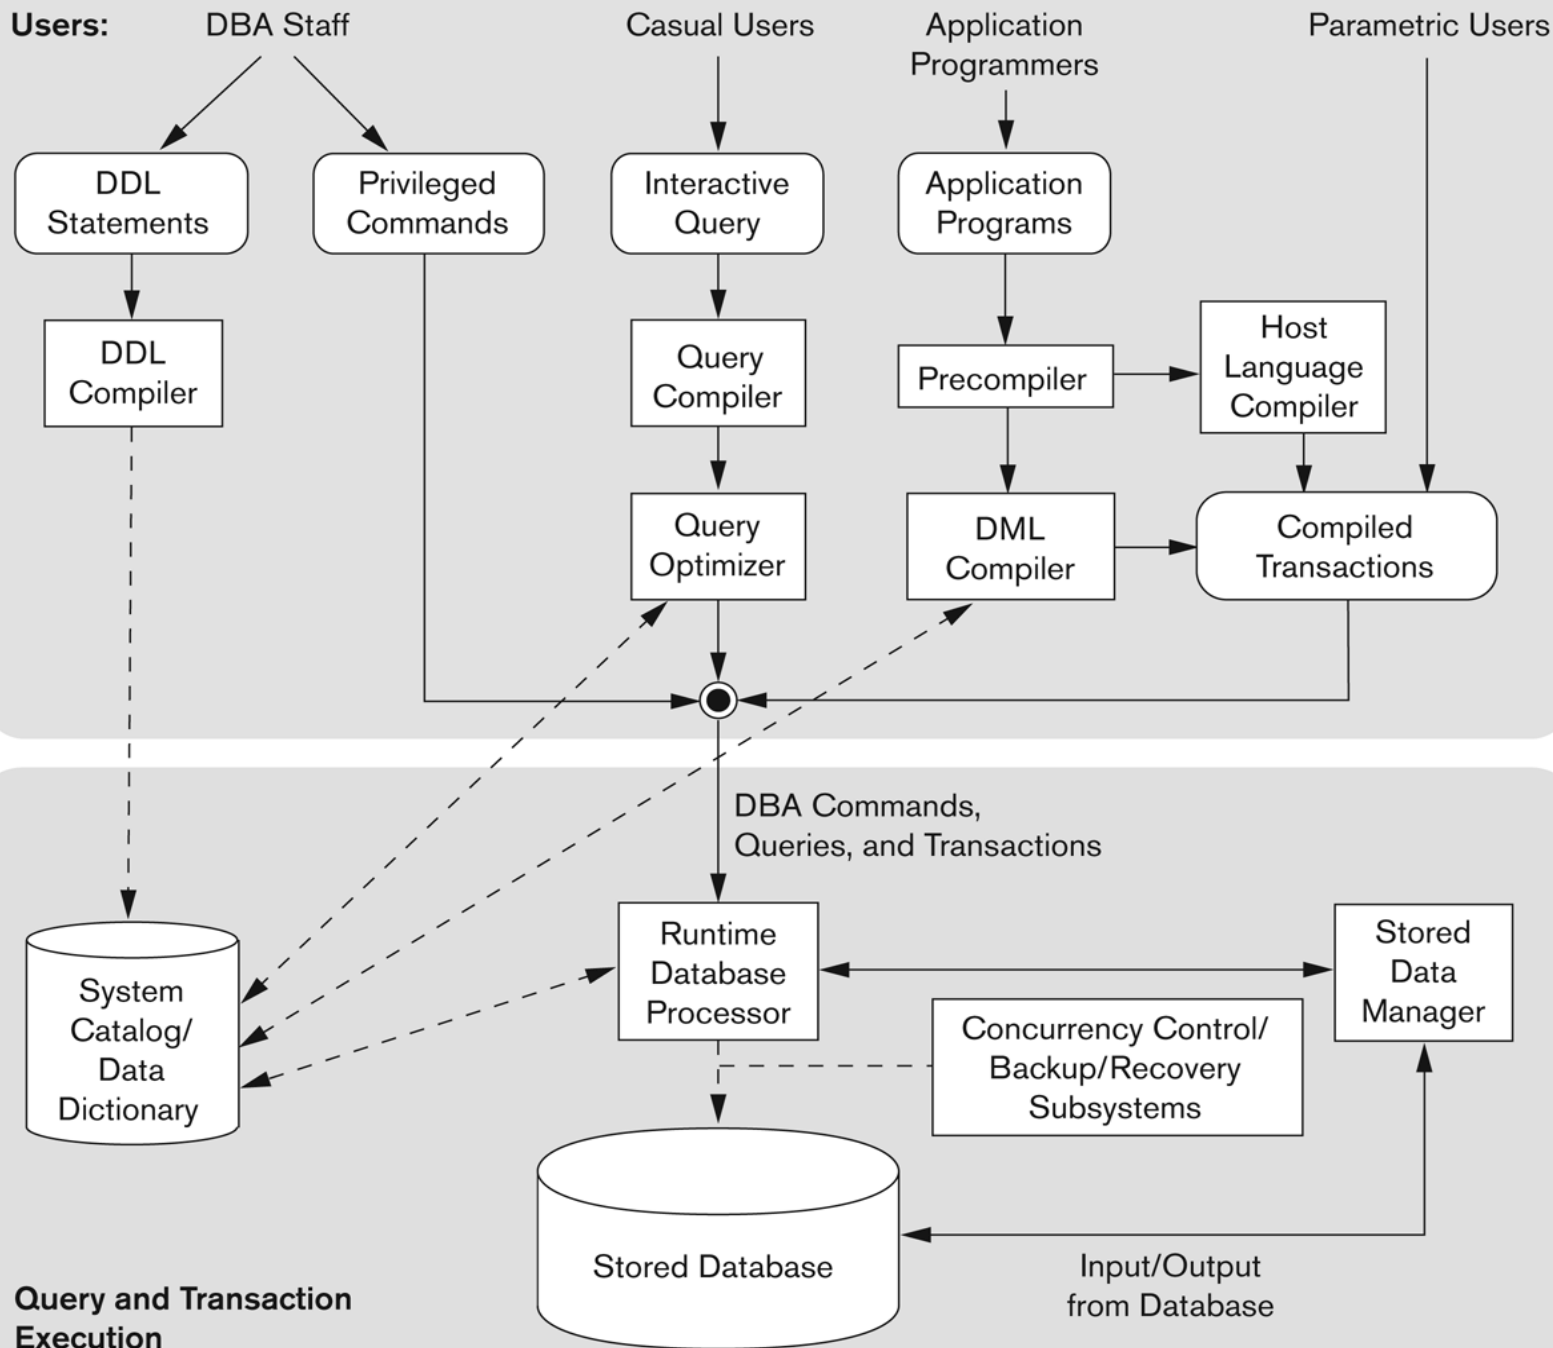 Users:
DBA Staff
Casual Users
Application
Programmers
Parametric Users
DDL
Statements
Privileged
Commands
Interactive
Query
Application
Programs
DDL
Compiler
Query
Compiler
Precompiler
Host
Language
Compiler
Query
Optimizer
DML
Compiler
Compiled
Transactions
DBA Commands,
Queries, and Transactions
System
Catalog/
Data
Dictionary
Runtime
Database
Processor
Stored
Data
Manager
Concurrency Control/
Backup/Recovery
Subsystems
Stored Database
Input/Output
from Database
Query and Transaction
Execution